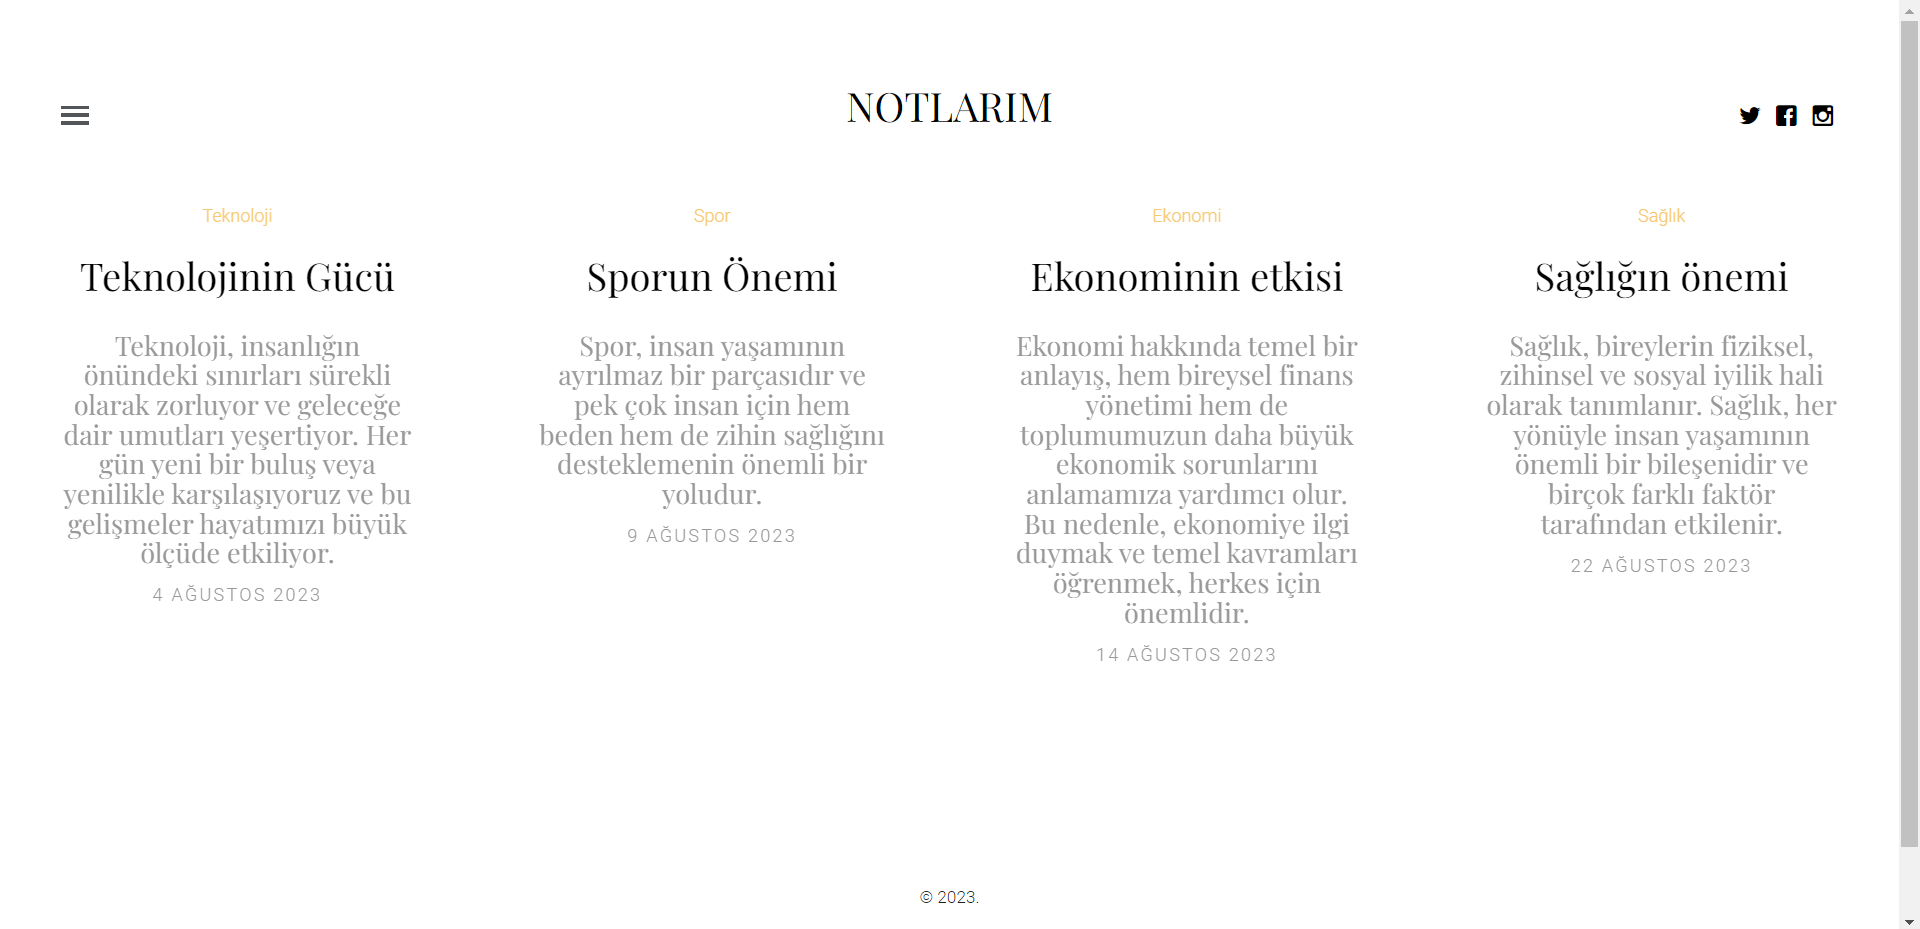 NOTLARIM
Teknoloji
Teknolojinin Gücü
Teknoloji, insanlığın
önündeki sınırları sürekli
olarak zorluyor ve geleceğe
dair umutları yeşertiyor. Her
gün yeni bir buluş veya
yenilikle karşılaşıyoruz ve bu
gelişmeler hayatımızı büyük
ölçüde etkiliyor.
4 AĞUSTOS 2023
Spor
Sporun Önemi
Spor, insan yaşamının
ayrılmaz bir parçasıdır ve
pek çok insan için hem
beden hem de zihin sağlığını
desteklemenin önemli bir
yoludur.
9 AĞUSTOS 2023
Ekonomi
Ekonominin etkisi
Ekonomi hakkında temel bir
anlayış, hem bireysel finans
yönetimi hem de
toplumumuzun daha büyük
ekonomik sorunlarını
anlamamıza yardımcı olur.
Bu nedenle, ekonomiye ilgi
duymak ve temel kavramları
öğrenmek, herkes için
önemlidir.
14 AĞUSTOS 2023
Sağlık
Sağlığın önemi
Sağlık, bireylerin fiziksel,
zihinsel ve sosyal iyilik hali
olarak tanımlanır. Sağlık, her
yönüyle insan yaşamının
önemli bir bileşenidir ve
birçok farklı faktör
tarafından etkilenir.
22 AĞUSTOS 2023
© 2023.